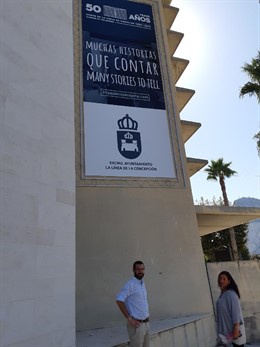 50
AÑOS
MUCHAS HISTORIAS
QUE CONTAR
MANY STORIES TO TELL
EXCMO. AYUNTAMIENTO
LA LÍNEA DE LA CONCEPCIÓN